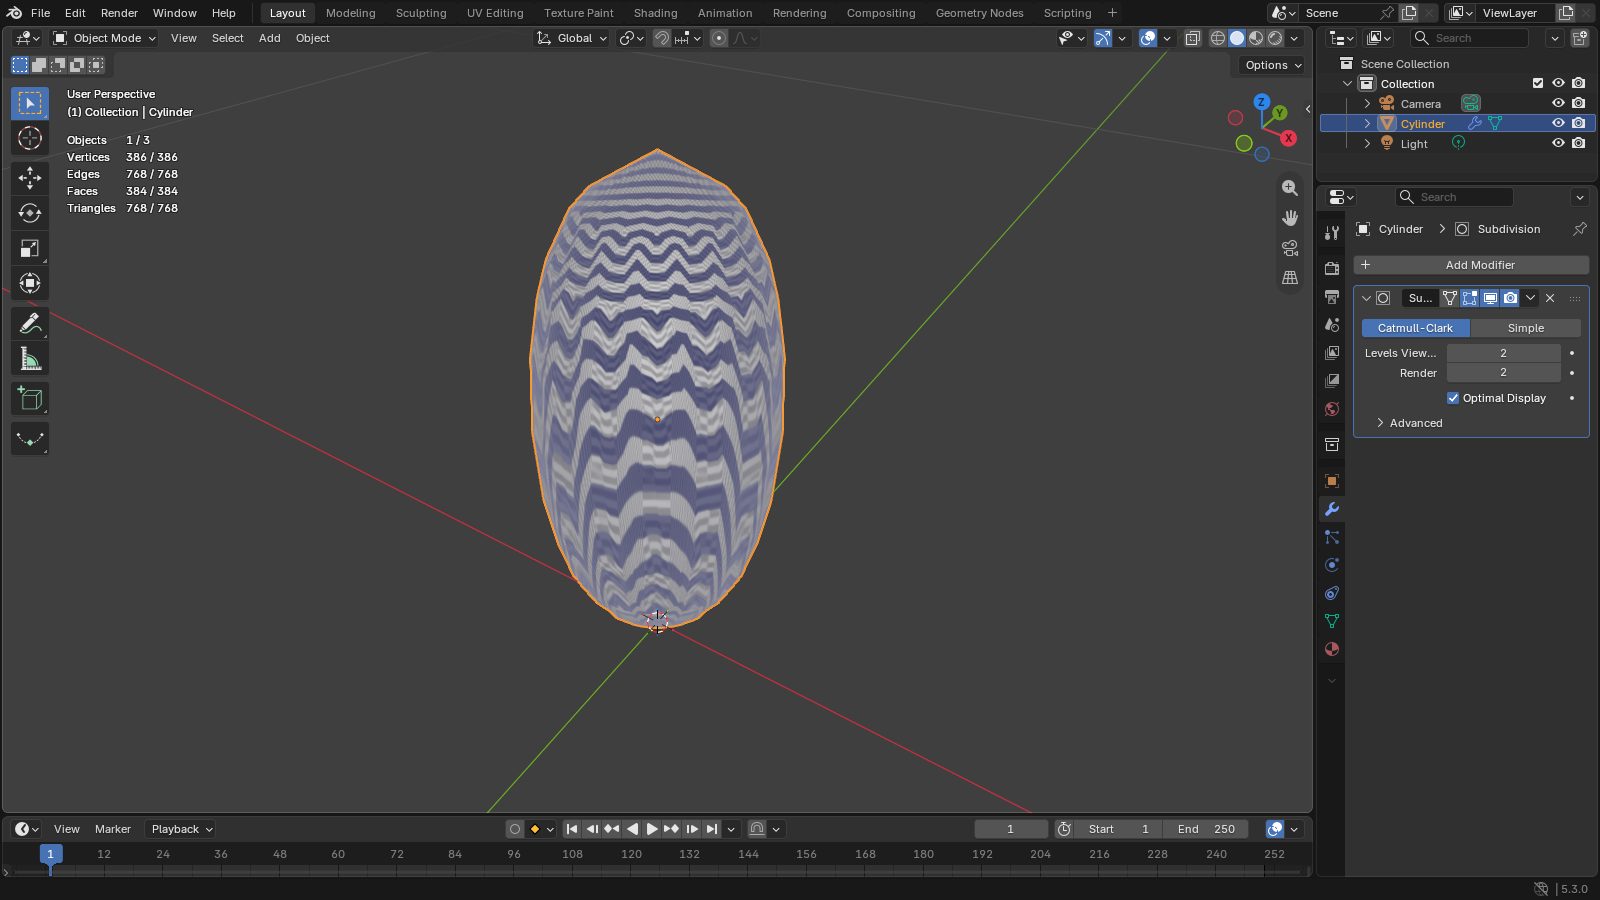 File Edit Render Window Help Layout Modeling Sculpting UV Editing Texture Paint Shading Animation Rendering Compositing Geometry Nodes Scripting + Scene ViewLayer
Object Mode View Select Add Object Global Search
Options
User Perspective
(1) Collection | Cylinder
Objects 1 / 3
Vertices 386 / 386
Edges 768 / 768
Faces 384 / 384
Triangles 768 / 768
Z
Y
X
Scene Collection
Collection
Camera
Cylinder
Light
Search
Cylinder Subdivision
Add Modifier
Su...
Catmull-Clark Simple
Levels View... 2
Render 2
Optimal Display
Advanced
View Marker Playback 1 Start 1 End 250
1 12 24 36 48 60 72 84 96 108 120 132 144 156 168 180 192 204 216 228 240 252
5.3.0